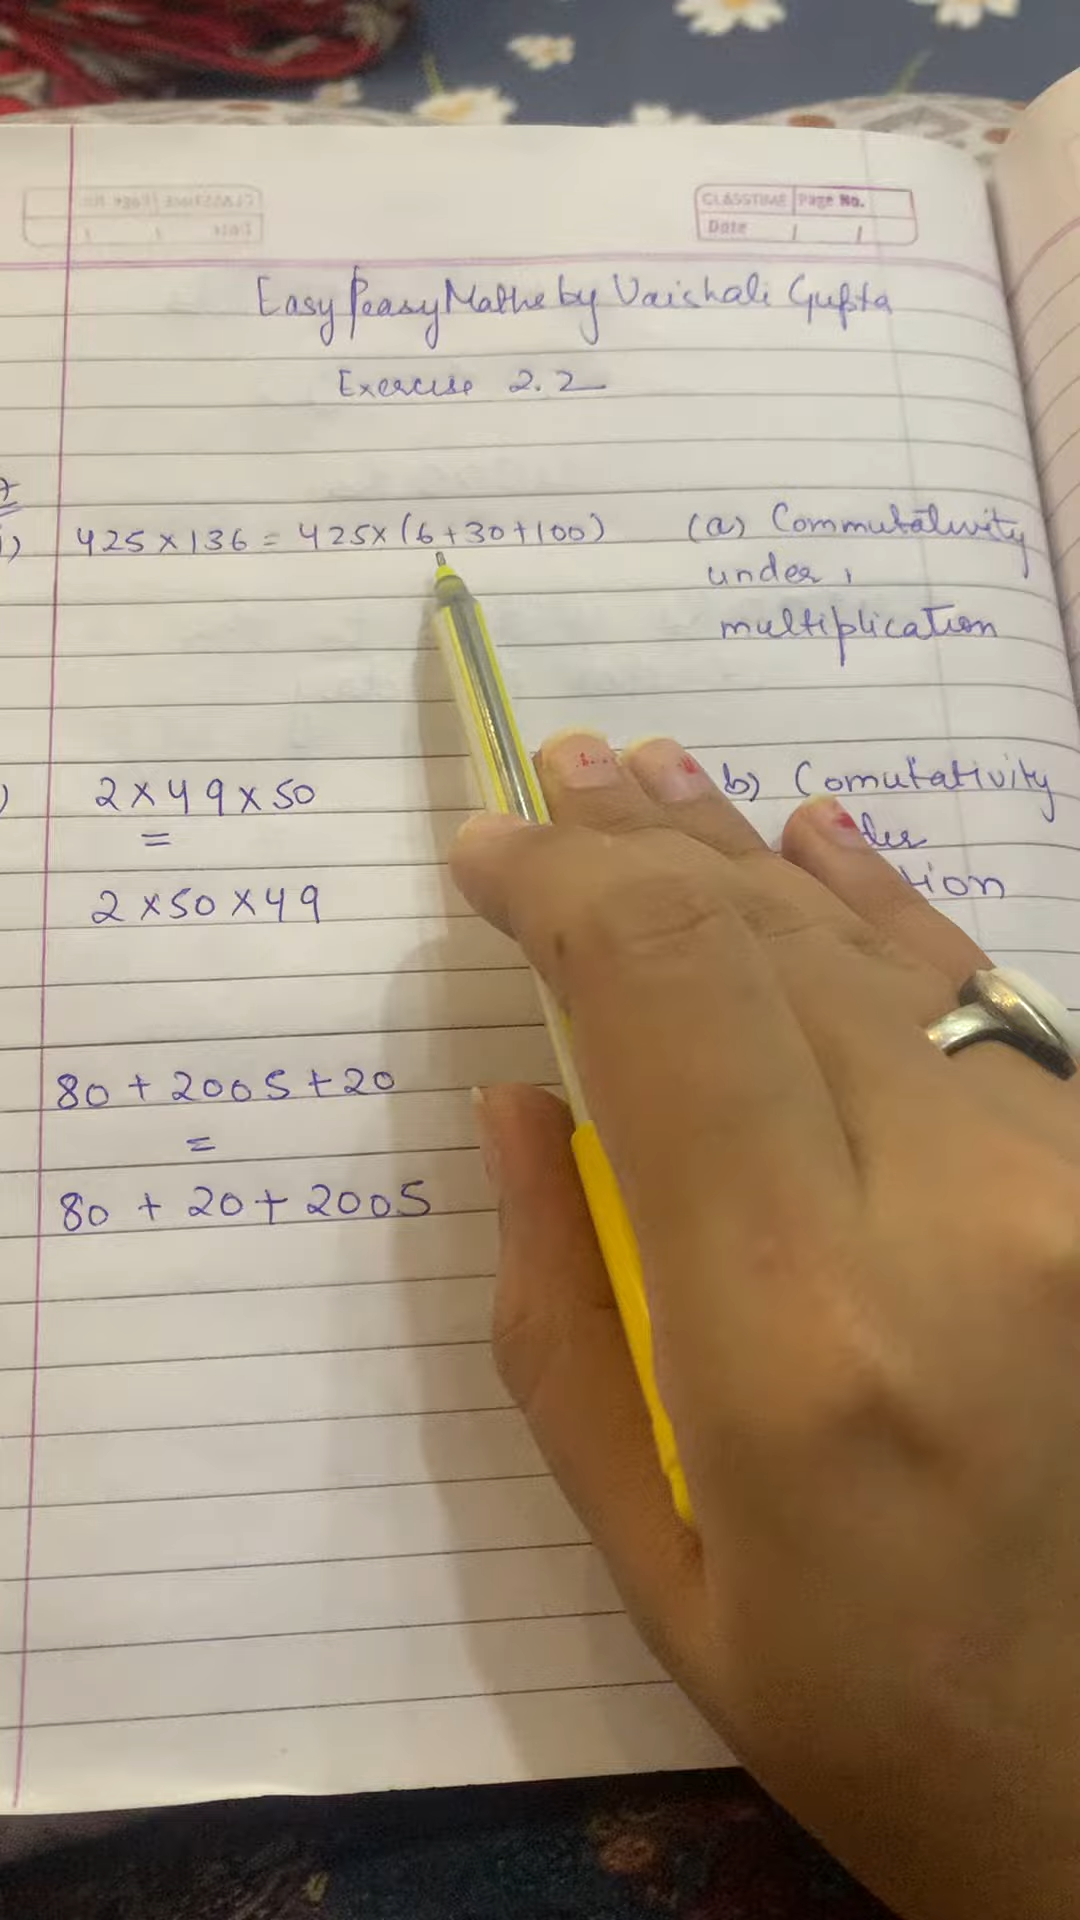 CLASSTIME Page No.
Date / /
Easy Peasy Maths by Vaishali Gupta
Exercise 2.2
7
i) 425 × 136 = 425 × (6+30+100) (a) Commutativity
under
multiplication
) 2 × 49 × 50 b) Comutativity
=
2 × 50 × 49
80 + 2005 + 20
=
80 + 20 + 2005